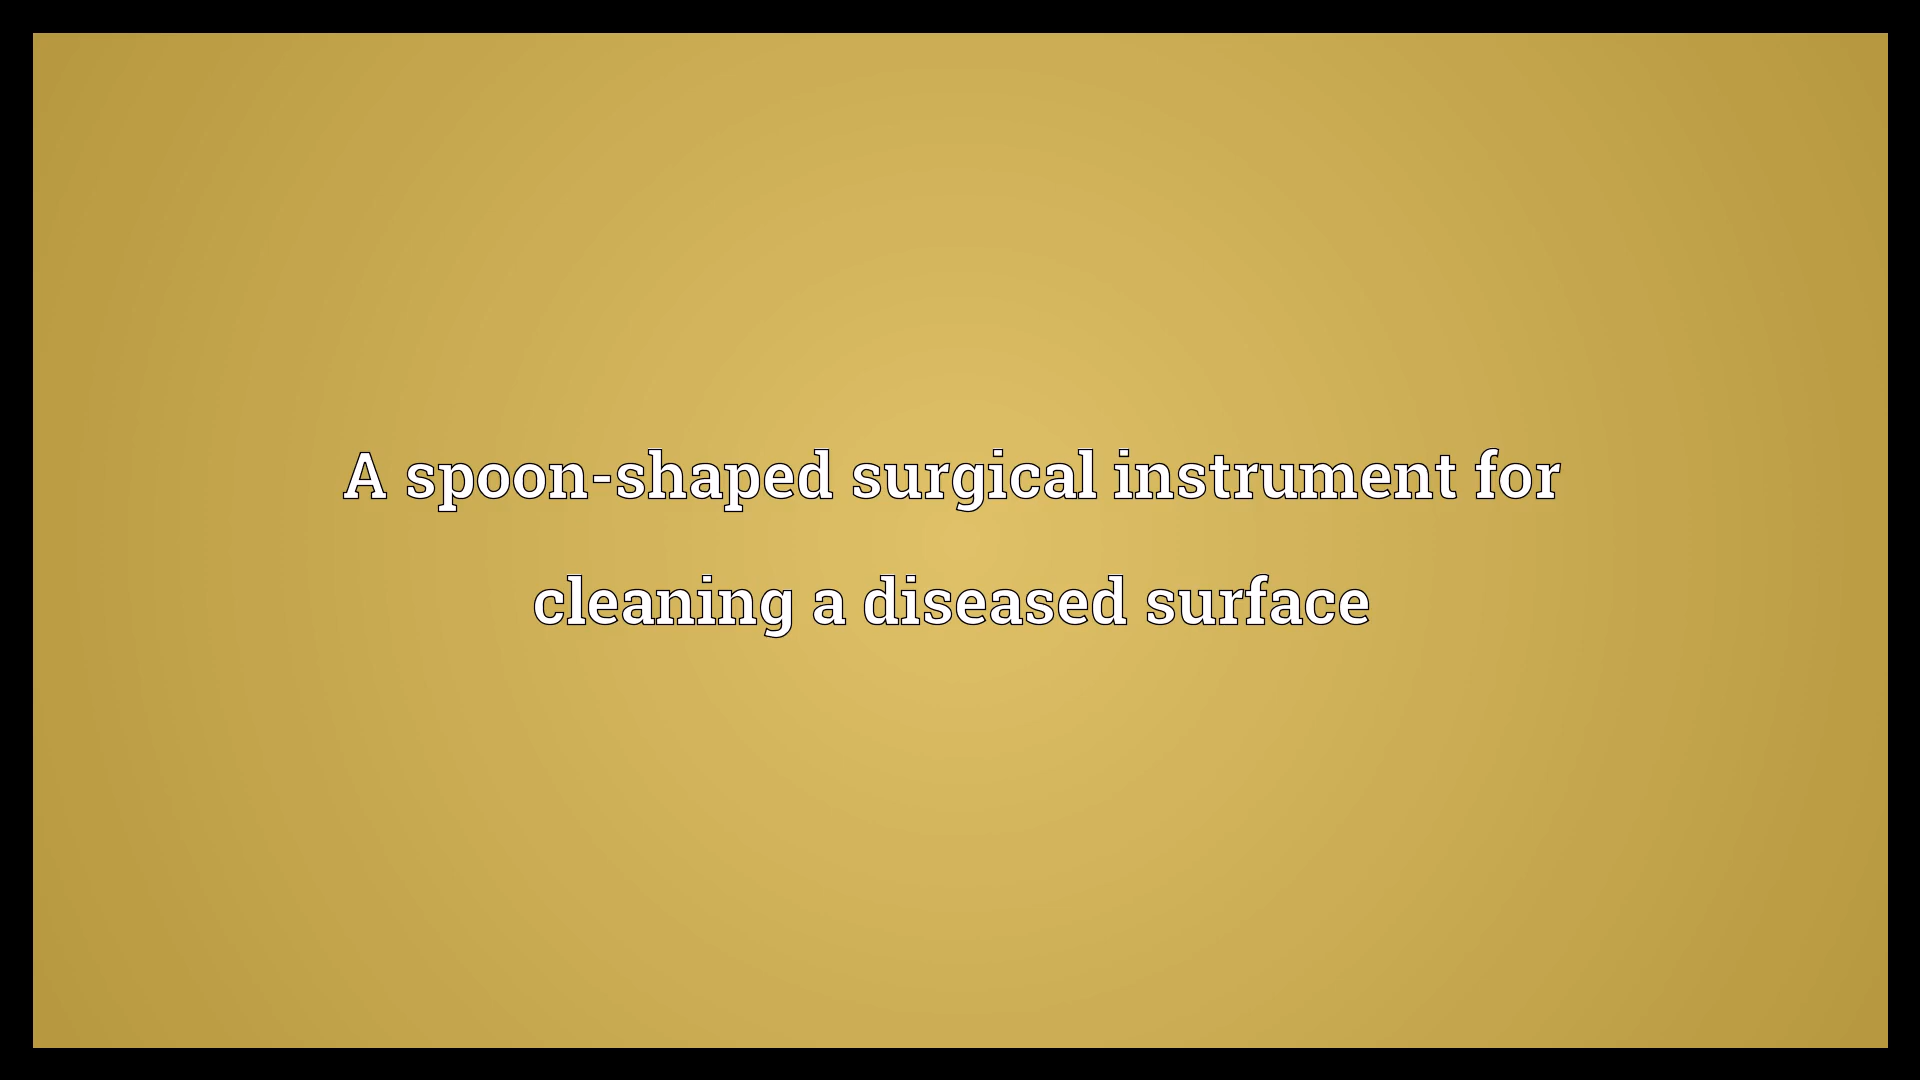 A spoon-shaped surgical instrument for
cleaning a diseased surface